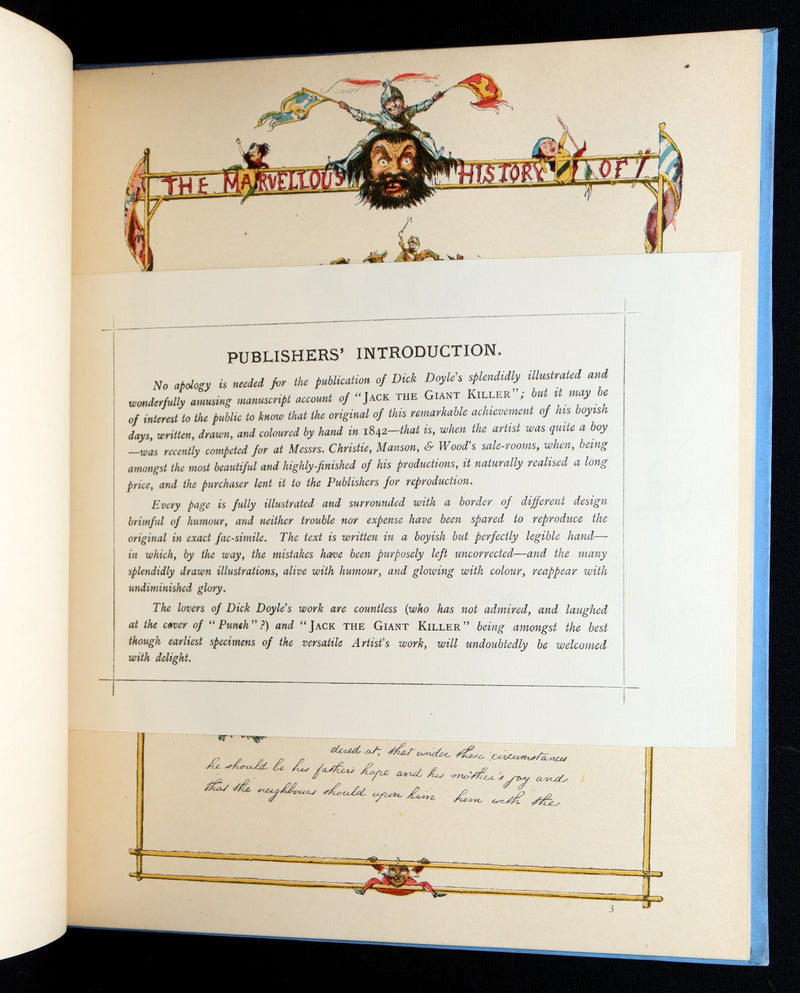 THE MARVELLOUS HISTORY OF
PUBLISHERS' INTRODUCTION.
No apology is needed for the publication of Dick Doyle's splendidly illustrated and
wonderfully amusing manuscript account of "JACK THE GIANT KILLER"; but it may be
of interest to the public to know that the original of this remarkable achievement of his boyish
days, written, drawn, and coloured by hand in 1842—that is, when the artist was quite a boy
—was recently competed for at Messrs. Christie, Manson, & Wood's sale-rooms, when, being
amongst the most beautiful and highly-finished of his productions, it naturally realised a long
price, and the purchaser lent it to the Publishers for reproduction.
Every page is fully illustrated and surrounded with a border of different design
brimful of humour, and neither trouble nor expense have been spared to reproduce the
original in exact fac-simile. The text is written in a boyish but perfectly legible hand—
in which, by the way, the mistakes have been purposely left uncorrected—and the many
splendidly drawn illustrations, alive with humour, and glowing with colour, reappear with
undiminished glory.
The lovers of Dick Doyle's work are countless (who has not admired, and laughed
at the cover of "Punch"?) and "JACK THE GIANT KILLER" being amongst the best
though earliest specimens of the versatile Artist's work, will undoubtedly be welcomed
with delight.
dered at, that under these circumstances
he should be his father's hope and his mother's joy and
that the neighbours should upon him him with the
3